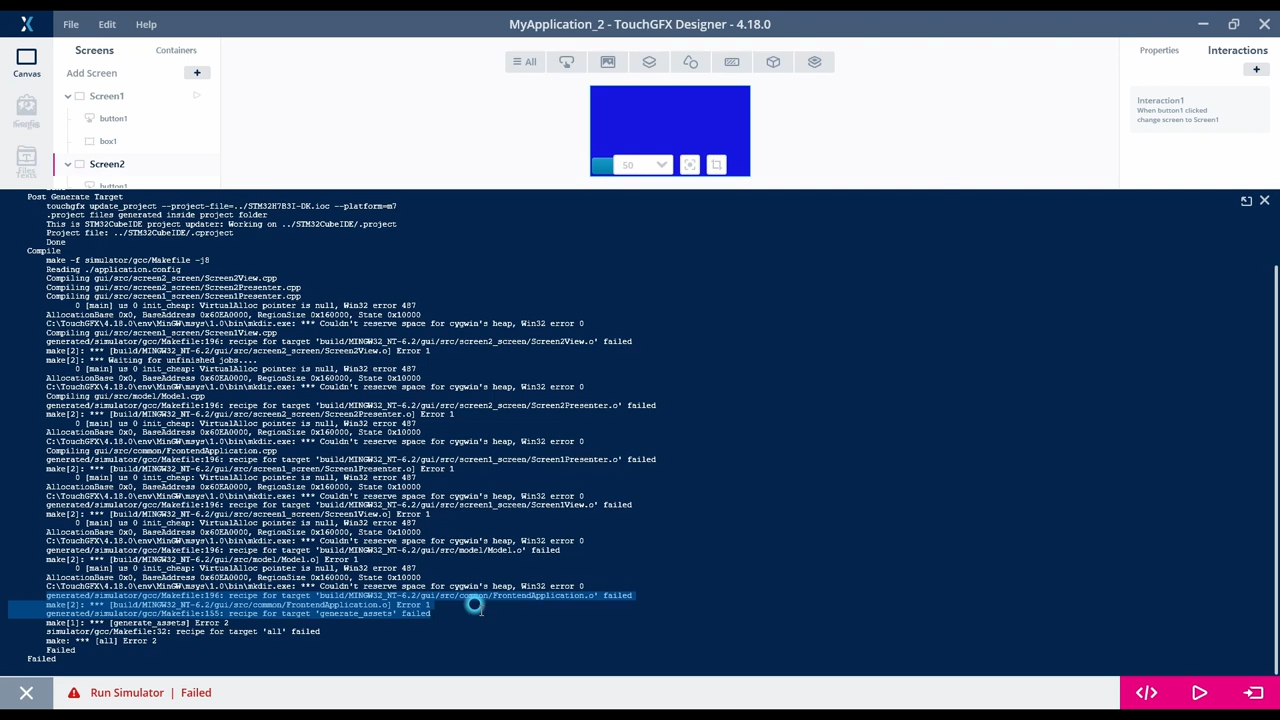 File Edit Help
MyApplication_2 - TouchGFX Designer - 4.18.0
Canvas
Screens Containers
Add Screen +
Screen1
button1
box1
Screen2
button1
All
50
Properties Interactions
+
Interaction1
When button1 clicked
change screen to Screen1
Done
Post Generate Target
touchgfx update_project --project-file=../STM32H7B3I-DK.ioc --platform=m7
.project files generated inside project folder
This is STM32CubeIDE project updater: Working on ../STM32CubeIDE/.project
Project file: ../STM32CubeIDE/.cproject
Done
Compile
make -f simulator/gcc/Makefile -j8
Reading ./application.config
Compiling gui/src/screen2_screen/Screen2View.cpp
Compiling gui/src/screen2_screen/Screen2Presenter.cpp
Compiling gui/src/screen1_screen/Screen1Presenter.cpp
0 [main] us 0 init_cheap: VirtualAlloc pointer is null, Win32 error 487
AllocationBase 0x0, BaseAddress 0x60EA0000, RegionSize 0x160000, State 0x10000
C:\TouchGFX\4.18.0\env\MinGW\msys\1.0\bin\mkdir.exe: *** Couldn't reserve space for cygwin's heap, Win32 error 0
Compiling gui/src/screen1_screen/Screen1View.cpp
generated/simulator/gcc/Makefile:196: recipe for target 'build/MINGW32_NT-6.2/gui/src/screen2_screen/Screen2View.o' failed
make[2]: *** [build/MINGW32_NT-6.2/gui/src/screen2_screen/Screen2View.o] Error 1
make[2]: *** Waiting for unfinished jobs....
0 [main] us 0 init_cheap: VirtualAlloc pointer is null, Win32 error 487
AllocationBase 0x0, BaseAddress 0x60EA0000, RegionSize 0x160000, State 0x10000
C:\TouchGFX\4.18.0\env\MinGW\msys\1.0\bin\mkdir.exe: *** Couldn't reserve space for cygwin's heap, Win32 error 0
Compiling gui/src/model/Model.cpp
generated/simulator/gcc/Makefile:196: recipe for target 'build/MINGW32_NT-6.2/gui/src/screen2_screen/Screen2Presenter.o' failed
make[2]: *** [build/MINGW32_NT-6.2/gui/src/screen2_screen/Screen2Presenter.o] Error 1
0 [main] us 0 init_cheap: VirtualAlloc pointer is null, Win32 error 487
AllocationBase 0x0, BaseAddress 0x60EA0000, RegionSize 0x160000, State 0x10000
C:\TouchGFX\4.18.0\env\MinGW\msys\1.0\bin\mkdir.exe: *** Couldn't reserve space for cygwin's heap, Win32 error 0
Compiling gui/src/common/FrontendApplication.cpp
generated/simulator/gcc/Makefile:196: recipe for target 'build/MINGW32_NT-6.2/gui/src/screen1_screen/Screen1Presenter.o' failed
make[2]: *** [build/MINGW32_NT-6.2/gui/src/screen1_screen/Screen1Presenter.o] Error 1
0 [main] us 0 init_cheap: VirtualAlloc pointer is null, Win32 error 487
AllocationBase 0x0, BaseAddress 0x60EA0000, RegionSize 0x160000, State 0x10000
C:\TouchGFX\4.18.0\env\MinGW\msys\1.0\bin\mkdir.exe: *** Couldn't reserve space for cygwin's heap, Win32 error 0
generated/simulator/gcc/Makefile:196: recipe for target 'build/MINGW32_NT-6.2/gui/src/screen1_screen/Screen1View.o' failed
make[2]: *** [build/MINGW32_NT-6.2/gui/src/screen1_screen/Screen1View.o] Error 1
0 [main] us 0 init_cheap: VirtualAlloc pointer is null, Win32 error 487
AllocationBase 0x0, BaseAddress 0x60EA0000, RegionSize 0x160000, State 0x10000
C:\TouchGFX\4.18.0\env\MinGW\msys\1.0\bin\mkdir.exe: *** Couldn't reserve space for cygwin's heap, Win32 error 0
generated/simulator/gcc/Makefile:196: recipe for target 'build/MINGW32_NT-6.2/gui/src/model/Model.o' failed
make[2]: *** [build/MINGW32_NT-6.2/gui/src/model/Model.o] Error 1
0 [main] us 0 init_cheap: VirtualAlloc pointer is null, Win32 error 487
AllocationBase 0x0, BaseAddress 0x60EA0000, RegionSize 0x160000, State 0x10000
C:\TouchGFX\4.18.0\env\MinGW\msys\1.0\bin\mkdir.exe: *** Couldn't reserve space for cygwin's heap, Win32 error 0
generated/simulator/gcc/Makefile:196: recipe for target 'build/MINGW32_NT-6.2/gui/src/common/FrontendApplication.o' failed
make[2]: *** [build/MINGW32_NT-6.2/gui/src/common/FrontendApplication.o] Error 1
generated/simulator/gcc/Makefile:155: recipe for target 'generate_assets' failed
make[1]: *** [generate_assets] Error 2
simulator/gcc/Makefile:32: recipe for target 'all' failed
make: *** [all] Error 2
Failed
Failed
Run Simulator | Failed